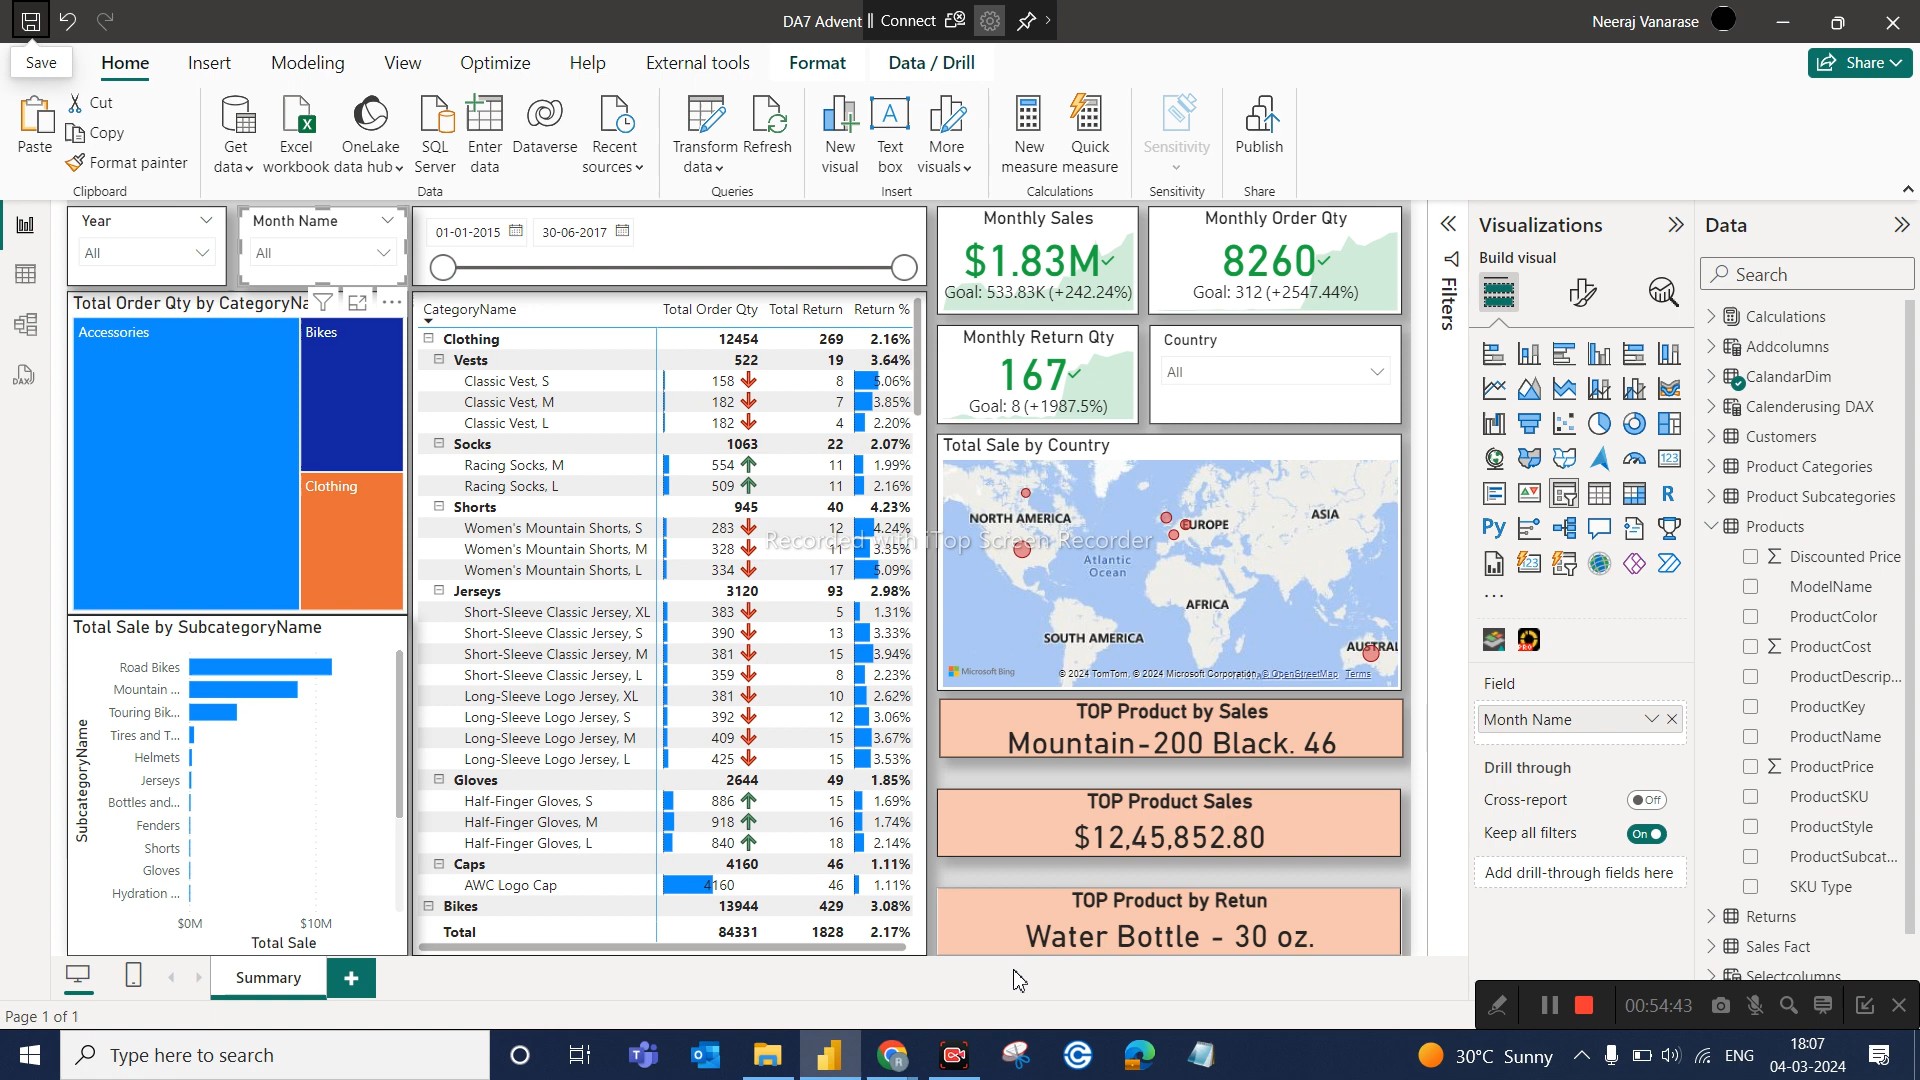 DA7 Advent
Connect
Neeraj Vanarase
Save
Home
Insert
Modeling
View
Optimize
Help
External tools
Format
Data / Drill
Share
Paste
Cut
Copy
Format painter
Clipboard
Get data
Excel workbook
OneLake data hub
SQL Server
Enter data
Dataverse
Recent sources
Data
Transform data
Refresh
Queries
New visual
Text box
More visuals
Insert
New measure
Quick measure
Calculations
Sensitivity
Sensitivity
Publish
Share
Year
All
Month Name
All
01-01-2015
30-06-2017
Total Order Qty by CategoryNa
Accessories
Bikes
Clothing
Total Sale by SubcategoryName
SubcategoryName
Road Bikes
Mountain ...
Touring Bik...
Tires and T...
Helmets
Jerseys
Bottles and...
Fenders
Shorts
Gloves
Hydration ...
$0M $10M
Total Sale
CategoryName Total Order Qty Total Return Return %
Clothing 12454 269 2.16%
Vests 522 19 3.64%
Classic Vest, S 158 8 5.06%
Classic Vest, M 182 7 3.85%
Classic Vest, L 182 4 2.20%
Socks 1063 22 2.07%
Racing Socks, M 554 11 1.99%
Racing Socks, L 509 11 2.16%
Shorts 945 40 4.23%
Women's Mountain Shorts, S 283 12 4.24%
Women's Mountain Shorts, M 328 11 3.35%
Women's Mountain Shorts, L 334 17 5.09%
Jerseys 3120 93 2.98%
Short-Sleeve Classic Jersey, XL 383 5 1.31%
Short-Sleeve Classic Jersey, S 390 13 3.33%
Short-Sleeve Classic Jersey, M 381 15 3.94%
Short-Sleeve Classic Jersey, L 359 8 2.23%
Long-Sleeve Logo Jersey, XL 381 10 2.62%
Long-Sleeve Logo Jersey, S 392 12 3.06%
Long-Sleeve Logo Jersey, M 409 15 3.67%
Long-Sleeve Logo Jersey, L 425 15 3.53%
Gloves 2644 49 1.85%
Half-Finger Gloves, S 886 15 1.69%
Half-Finger Gloves, M 918 16 1.74%
Half-Finger Gloves, L 840 18 2.14%
Caps 4160 46 1.11%
AWC Logo Cap 4160 46 1.11%
Bikes 13944 429 3.08%
Total 84331 1828 2.17%
Recorded with iTop Screen Recorder
Monthly Sales
$1.83M
Goal: 533.83K (+242.24%)
Monthly Order Qty
8260
Goal: 312 (+2547.44%)
Monthly Return Qty
167
Goal: 8 (+1987.5%)
Country
All
Total Sale by Country
NORTH AMERICA
EUROPE
ASIA
Atlantic
Ocean
AFRICA
SOUTH AMERICA
AUSTRAL
Microsoft Bing
© 2024 TomTom, © 2024 Microsoft Corporation, © OpenStreetMap Terms
TOP Product by Sales
Mountain-200 Black. 46
TOP Product Sales
$12,45,852.80
TOP Product by Retun
Water Bottle - 30 oz.
Filters
Visualizations
Build visual
123
R
Py
123
PRO
Field
Month Name
Drill through
Cross-report
Off
Keep all filters
On
Add drill-through fields here
Data
Search
Calculations
Addcolumns
CalandarDim
Calenderusing DAX
Customers
Product Categories
Product Subcategories
Products
Discounted Price
ModelName
ProductColor
ProductCost
ProductDescrip...
ProductKey
ProductName
ProductPrice
ProductSKU
ProductStyle
ProductSubcat...
SKU Type
Returns
Sales Fact
Selectcolumns
DAX
Summary
Page 1 of 1
00:54:43
Type here to search
30°C Sunny
ENG
18:07
04-03-2024